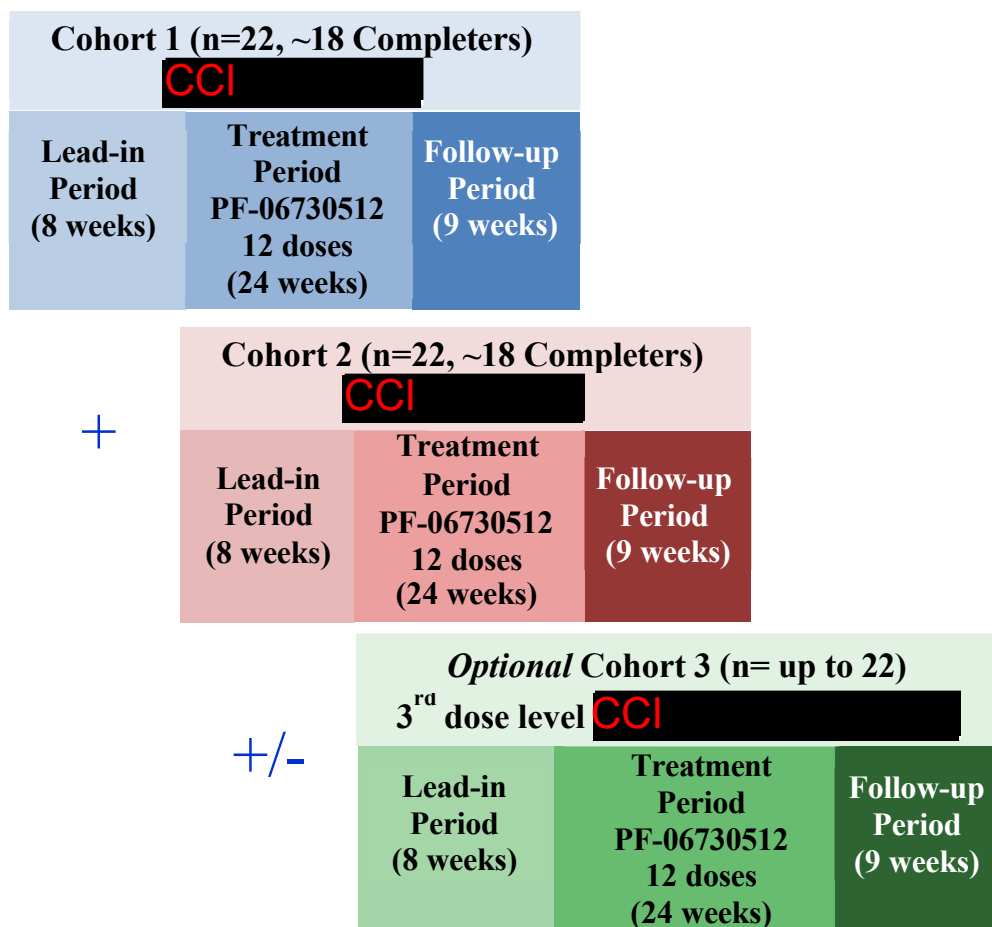 Cohort 1 (n=22, ~18 Completers)
CCI
Lead-in
Period
(8 weeks)
Treatment
Period
PF-06730512
12 doses
(24 weeks)
Follow-up
Period
(9 weeks)
+
Cohort 2 (n=22, ~18 Completers)
CCI
Lead-in
Period
(8 weeks)
Treatment
Period
PF-06730512
12 doses
(24 weeks)
Follow-up
Period
(9 weeks)
+/-
Optional Cohort 3 (n= up to 22)
3rd dose level CCI
Lead-in
Period
(8 weeks)
Treatment
Period
PF-06730512
12 doses
(24 weeks)
Follow-up
Period
(9 weeks)